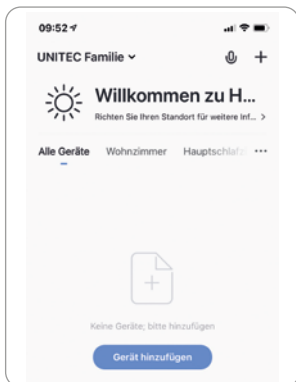 09:52
UNITEC Familie
Willkommen zu H...
Richten Sie Ihren Standort für weitere Inf... >
Alle Geräte Wohnzimmer Hauptschlafz ...
Keine Geräte, bitte hinzufügen
Gerät hinzufügen